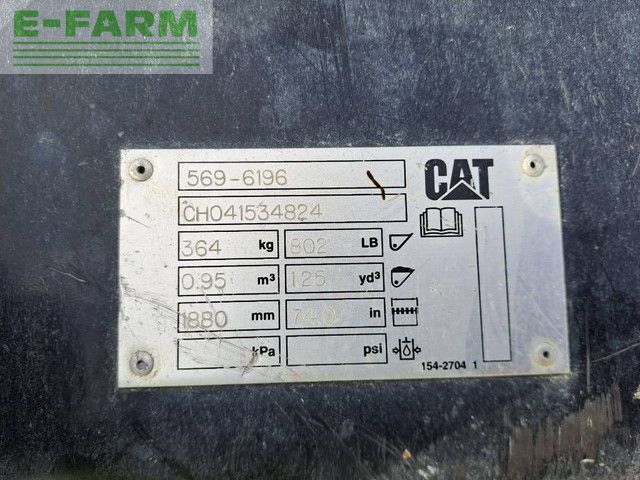 E-FARM
569-6196
CAT
CH041534824
364 kg 802 LB
0.95 m³ 1.25 yd³
1880 mm 74.0 in
kPa psi
154-2704 1